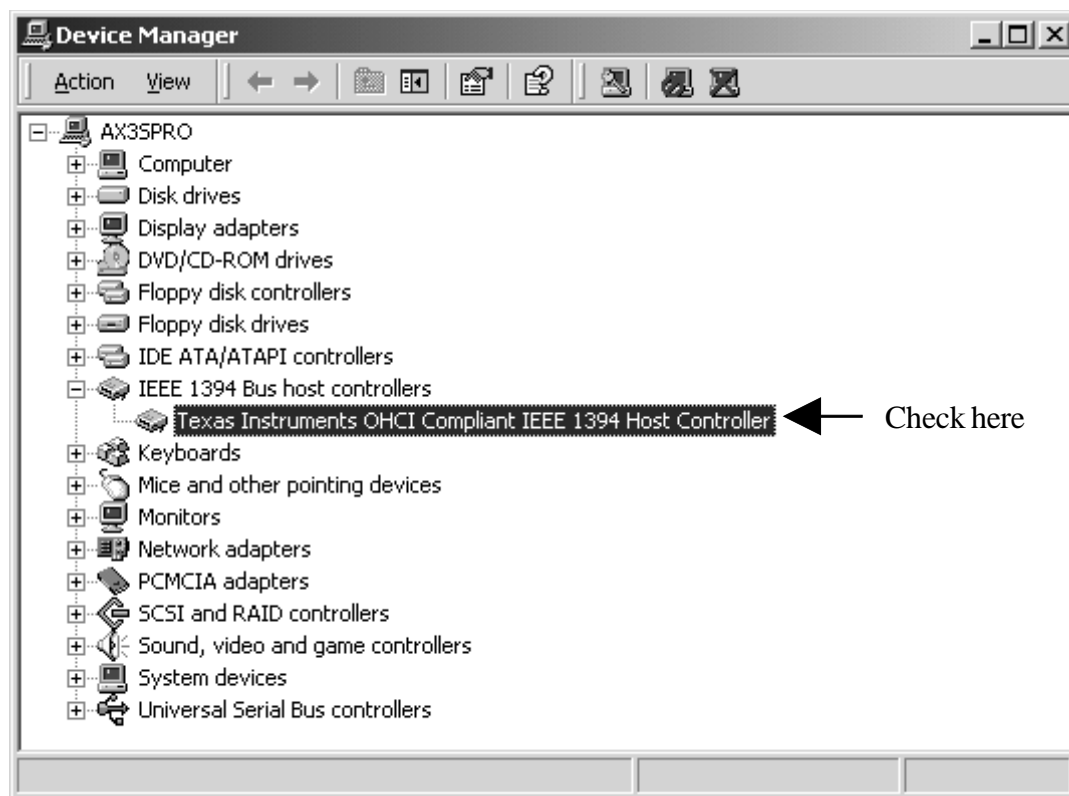 Device Manager
Action View
AX3SPRO
Computer
Disk drives
Display adapters
DVD/CD-ROM drives
Floppy disk controllers
Floppy disk drives
IDE ATA/ATAPI controllers
IEEE 1394 Bus host controllers
Texas Instruments OHCI Compliant IEEE 1394 Host Controller Check here
Keyboards
Mice and other pointing devices
Monitors
Network adapters
PCMCIA adapters
SCSI and RAID controllers
Sound, video and game controllers
System devices
Universal Serial Bus controllers